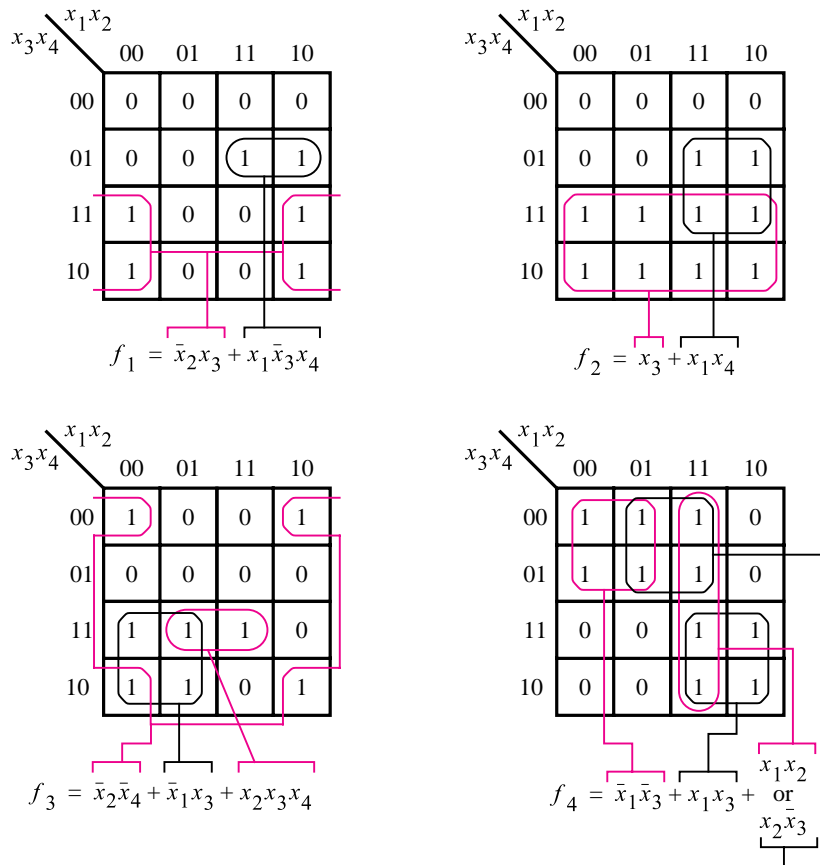 x₁x₂
x₃x₄
00 01 11 10
00 0 0 0 0
01 0 0 1 1
11 1 0 0 1
10 1 0 0 1
f₁ = x̄₂x₃ + x₁x̄₃x₄
x₁x₂
x₃x₄
00 01 11 10
00 0 0 0 0
01 0 0 1 1
11 1 1 1 1
10 1 1 1 1
f₂ = x₃ + x₁x₄
x₁x₂
x₃x₄
00 01 11 10
00 1 0 0 1
01 0 0 0 0
11 1 1 1 0
10 1 1 0 1
f₃ = x̄₂x̄₄ + x̄₁x₃ + x₂x₃x₄
x₁x₂
x₃x₄
00 01 11 10
00 1 1 1 0
01 1 1 1 0
11 0 0 1 1
10 0 0 1 1
x₁x₂
f₄ = x̄₁x̄₃ + x₁x₃ + or
x₂x̄₃